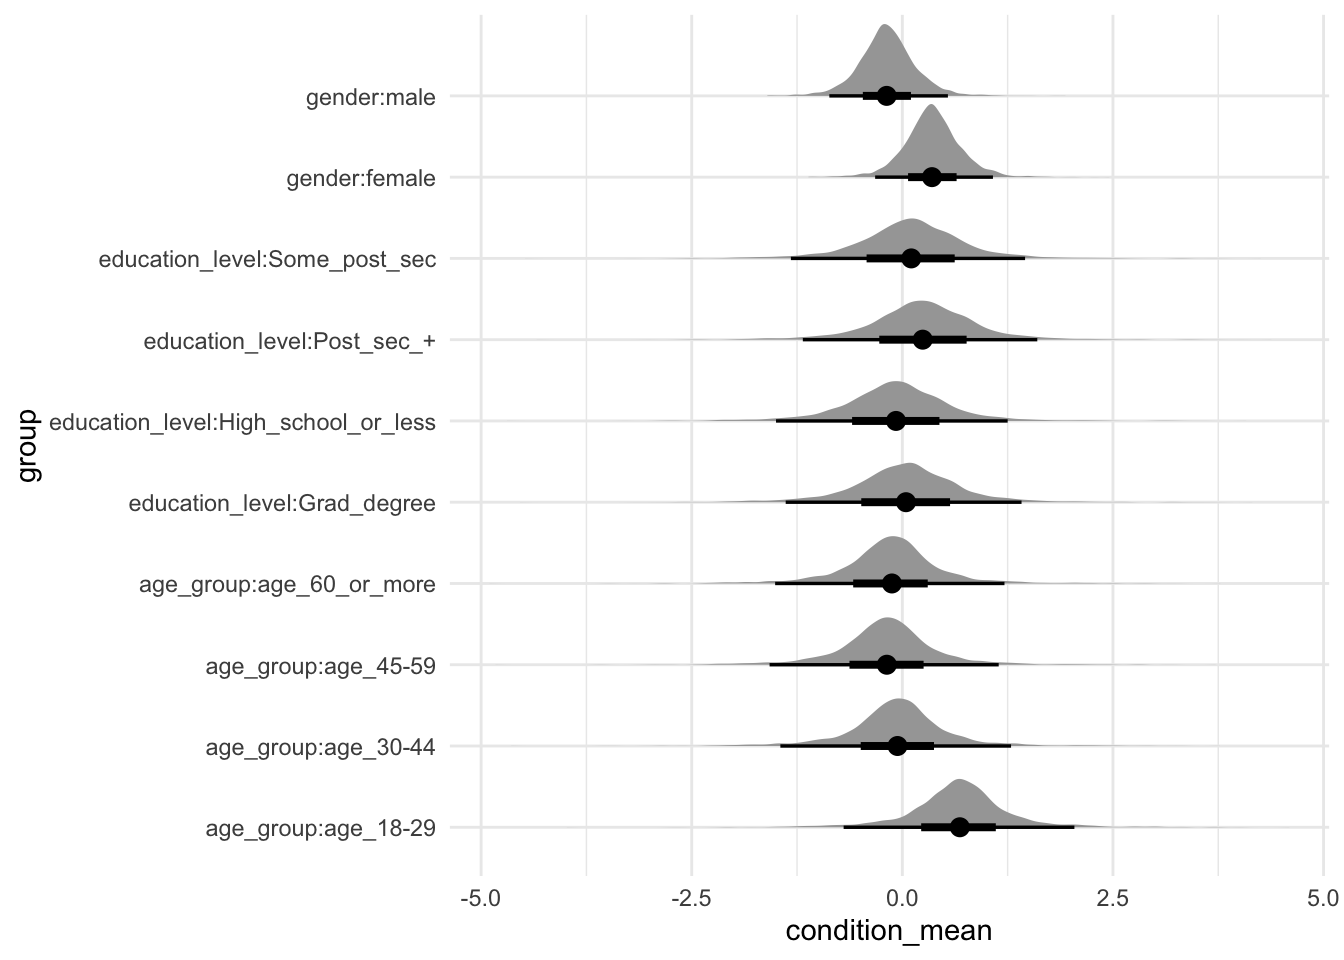 gender:male
gender:female
education_level:Some_post_sec
education_level:Post_sec_+
education_level:High_school_or_less
education_level:Grad_degree
age_group:age_60_or_more
age_group:age_45-59
age_group:age_30-44
age_group:age_18-29
group
-5.0
-2.5
0.0
2.5
5.0
condition_mean